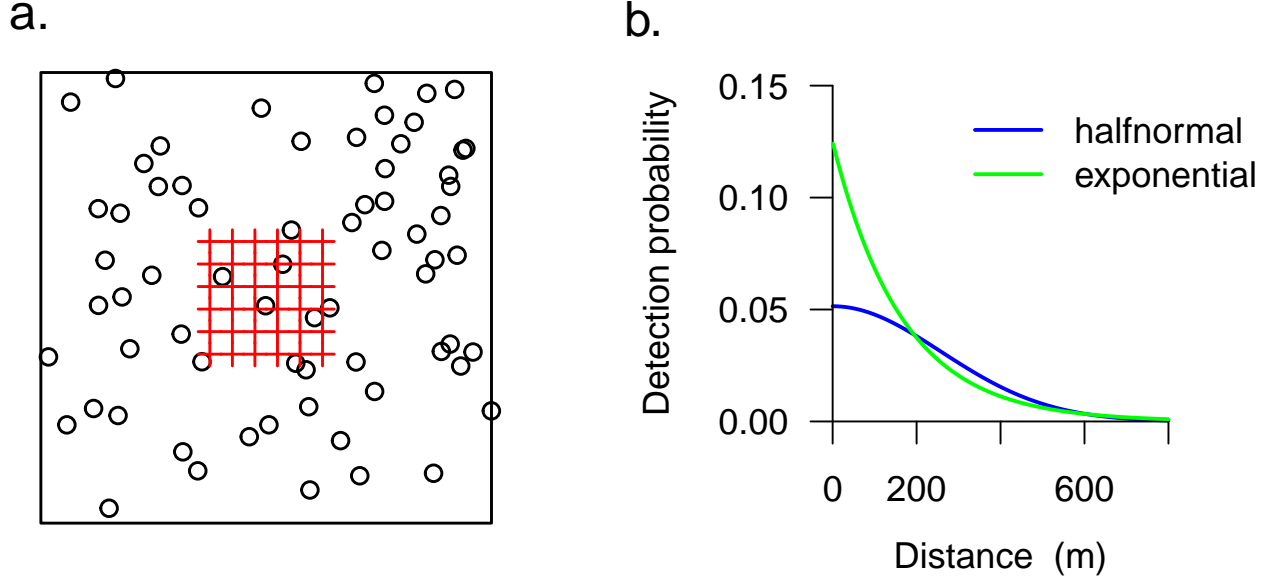 a.
b.
Detection probability
0.15
0.10
0.05
0.00
halfnormal
exponential
0 200 600
Distance (m)